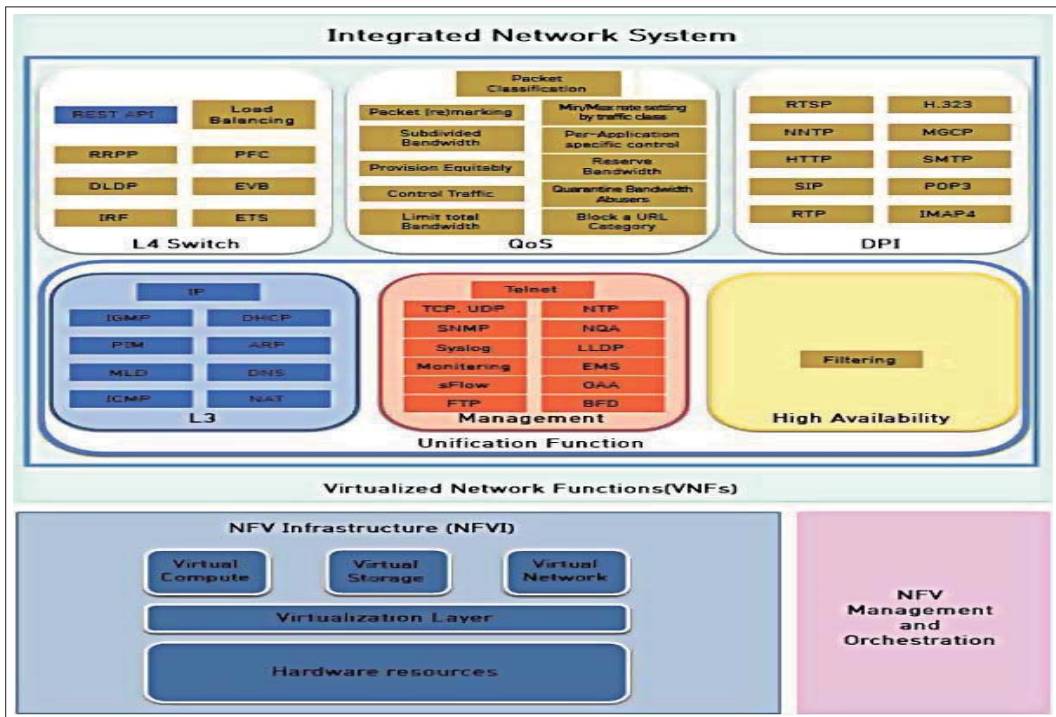 Integrated Network System
REST API
Load
Balancing
RRPP
PFC
DLDP
EVB
IRF
ETS
L4 Switch
Packet
Classification
Packet (re)marking
Min/Max rate setting
by traffic class
Subdivided
Bandwidth
Per-Application
specific control
Provision Equitably
Reserve
Bandwidth
Control Traffic
Quarantine Bandwidth
Abusers
Limit total
Bandwidth
Block a URL
Category
QoS
RTSP
H.323
NNTP
MGCP
HTTP
SMTP
SIP
POP3
RTP
IMAP4
DPI
IP
IGMP
DHCP
PIM
ARP
MLD
DNS
ICMP
NAT
L3
Telnet
TCP, UDP
NTP
SNMP
NQA
Syslog
LLDP
Monitering
EMS
sFlow
OAA
FTP
BFD
Management
Filtering
High Availability
Unification Function
Virtualized Network Functions(VNFs)
NFV Infrastructure (NFVI)
Virtual
Compute
Virtual
Storage
Virtual
Network
Virtualization Layer
Hardware resources
NFV
Management
and
Orchestration